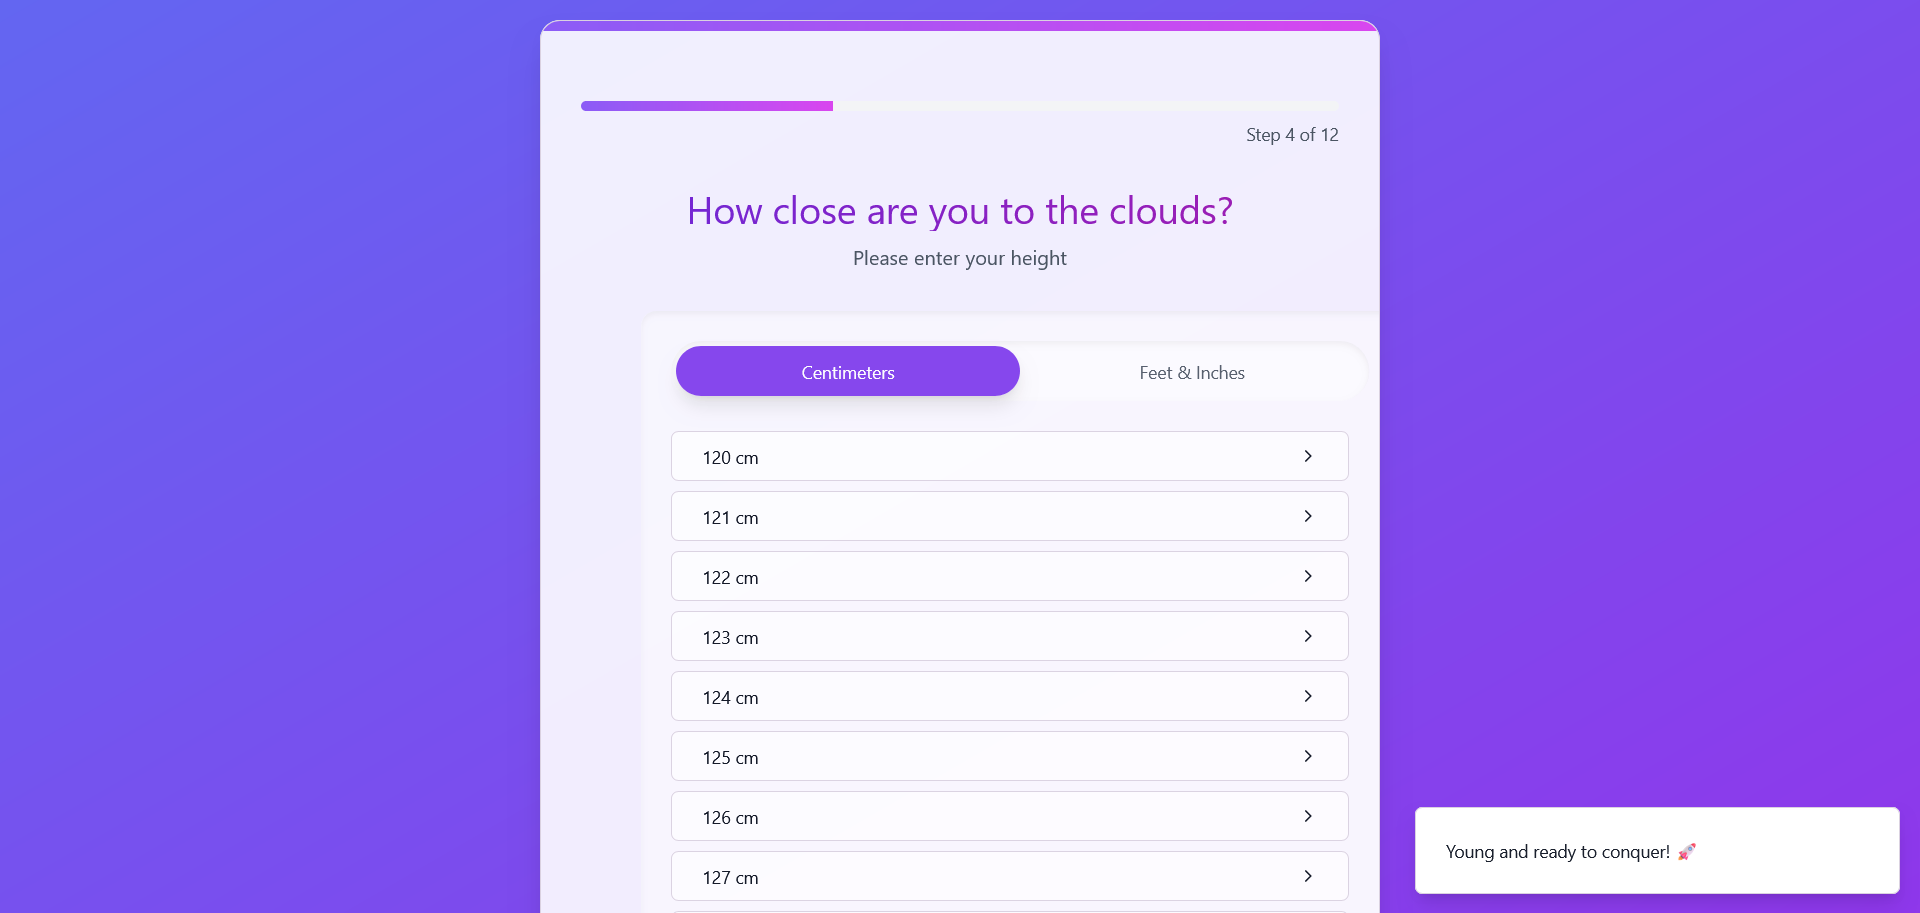 Step 4 of 12
How close are you to the clouds?
Please enter your height
Centimeters
Feet & Inches
120 cm
121 cm
122 cm
123 cm
124 cm
125 cm
126 cm
127 cm
Young and ready to conquer! 🚀